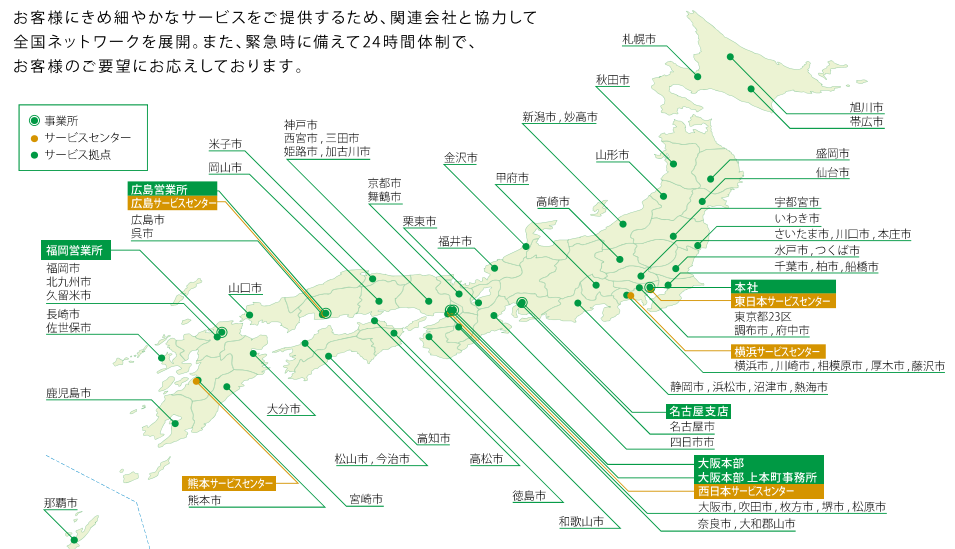 お客様にきめ細やかなサービスをご提供するため、関連会社と協力して
全国ネットワークを展開。また、緊急時に備えて24時間体制で、
お客様のご要望にお応えしております。
事業所
サービスセンター
サービス拠点
札幌市
旭川市
帯広市
秋田市
新潟市 , 妙高市
山形市
盛岡市
仙台市
神戸市
西宮市 , 三田市
姫路市 , 加古川市
米子市
岡山市
金沢市
甲府市
高崎市
宇都宮市
いわき市
さいたま市 , 川口市 , 本庄市
水戸市 , つくば市
千葉市 , 柏市 , 船橋市
京都市
舞鶴市
栗東市
福井市
広島営業所
広島サービスセンター
広島市
呉市
福岡営業所
福岡市
北九州市
久留米市
長崎市
佐世保市
山口市
本社
東日本サービスセンター
東京都23区
調布市 , 府中市
横浜サービスセンター
横浜市 , 川崎市 , 相模原市 , 厚木市 , 藤沢市
静岡市 , 浜松市 , 沼津市 , 熱海市
名古屋支店
名古屋市
四日市市
大阪本部
大阪本部 上本町事務所
西日本サービスセンター
大阪市 , 吹田市 , 枚方市 , 堺市 , 松原市
奈良市 , 大和郡山市
鹿児島市
大分市
高知市
松山市 , 今治市
高松市
徳島市
和歌山市
熊本サービスセンター
熊本市
宮崎市
那覇市